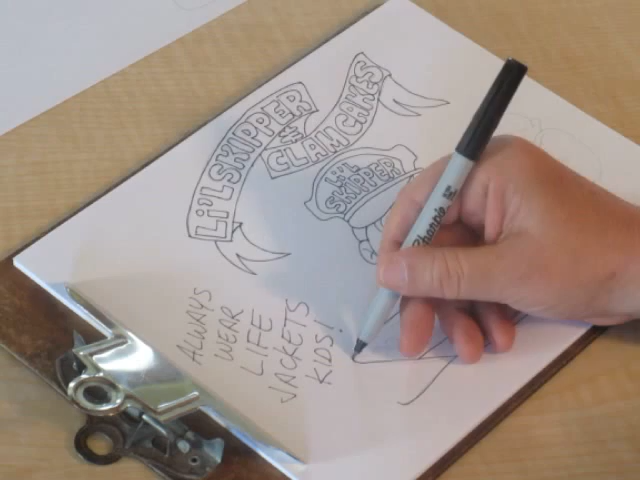 Li'L SKIPPER
#
CLAM CAKES
Li'L
SKIPPER
ALWAYS
WEAR
LIFE
JACKETS
KIDS!
Sharpie